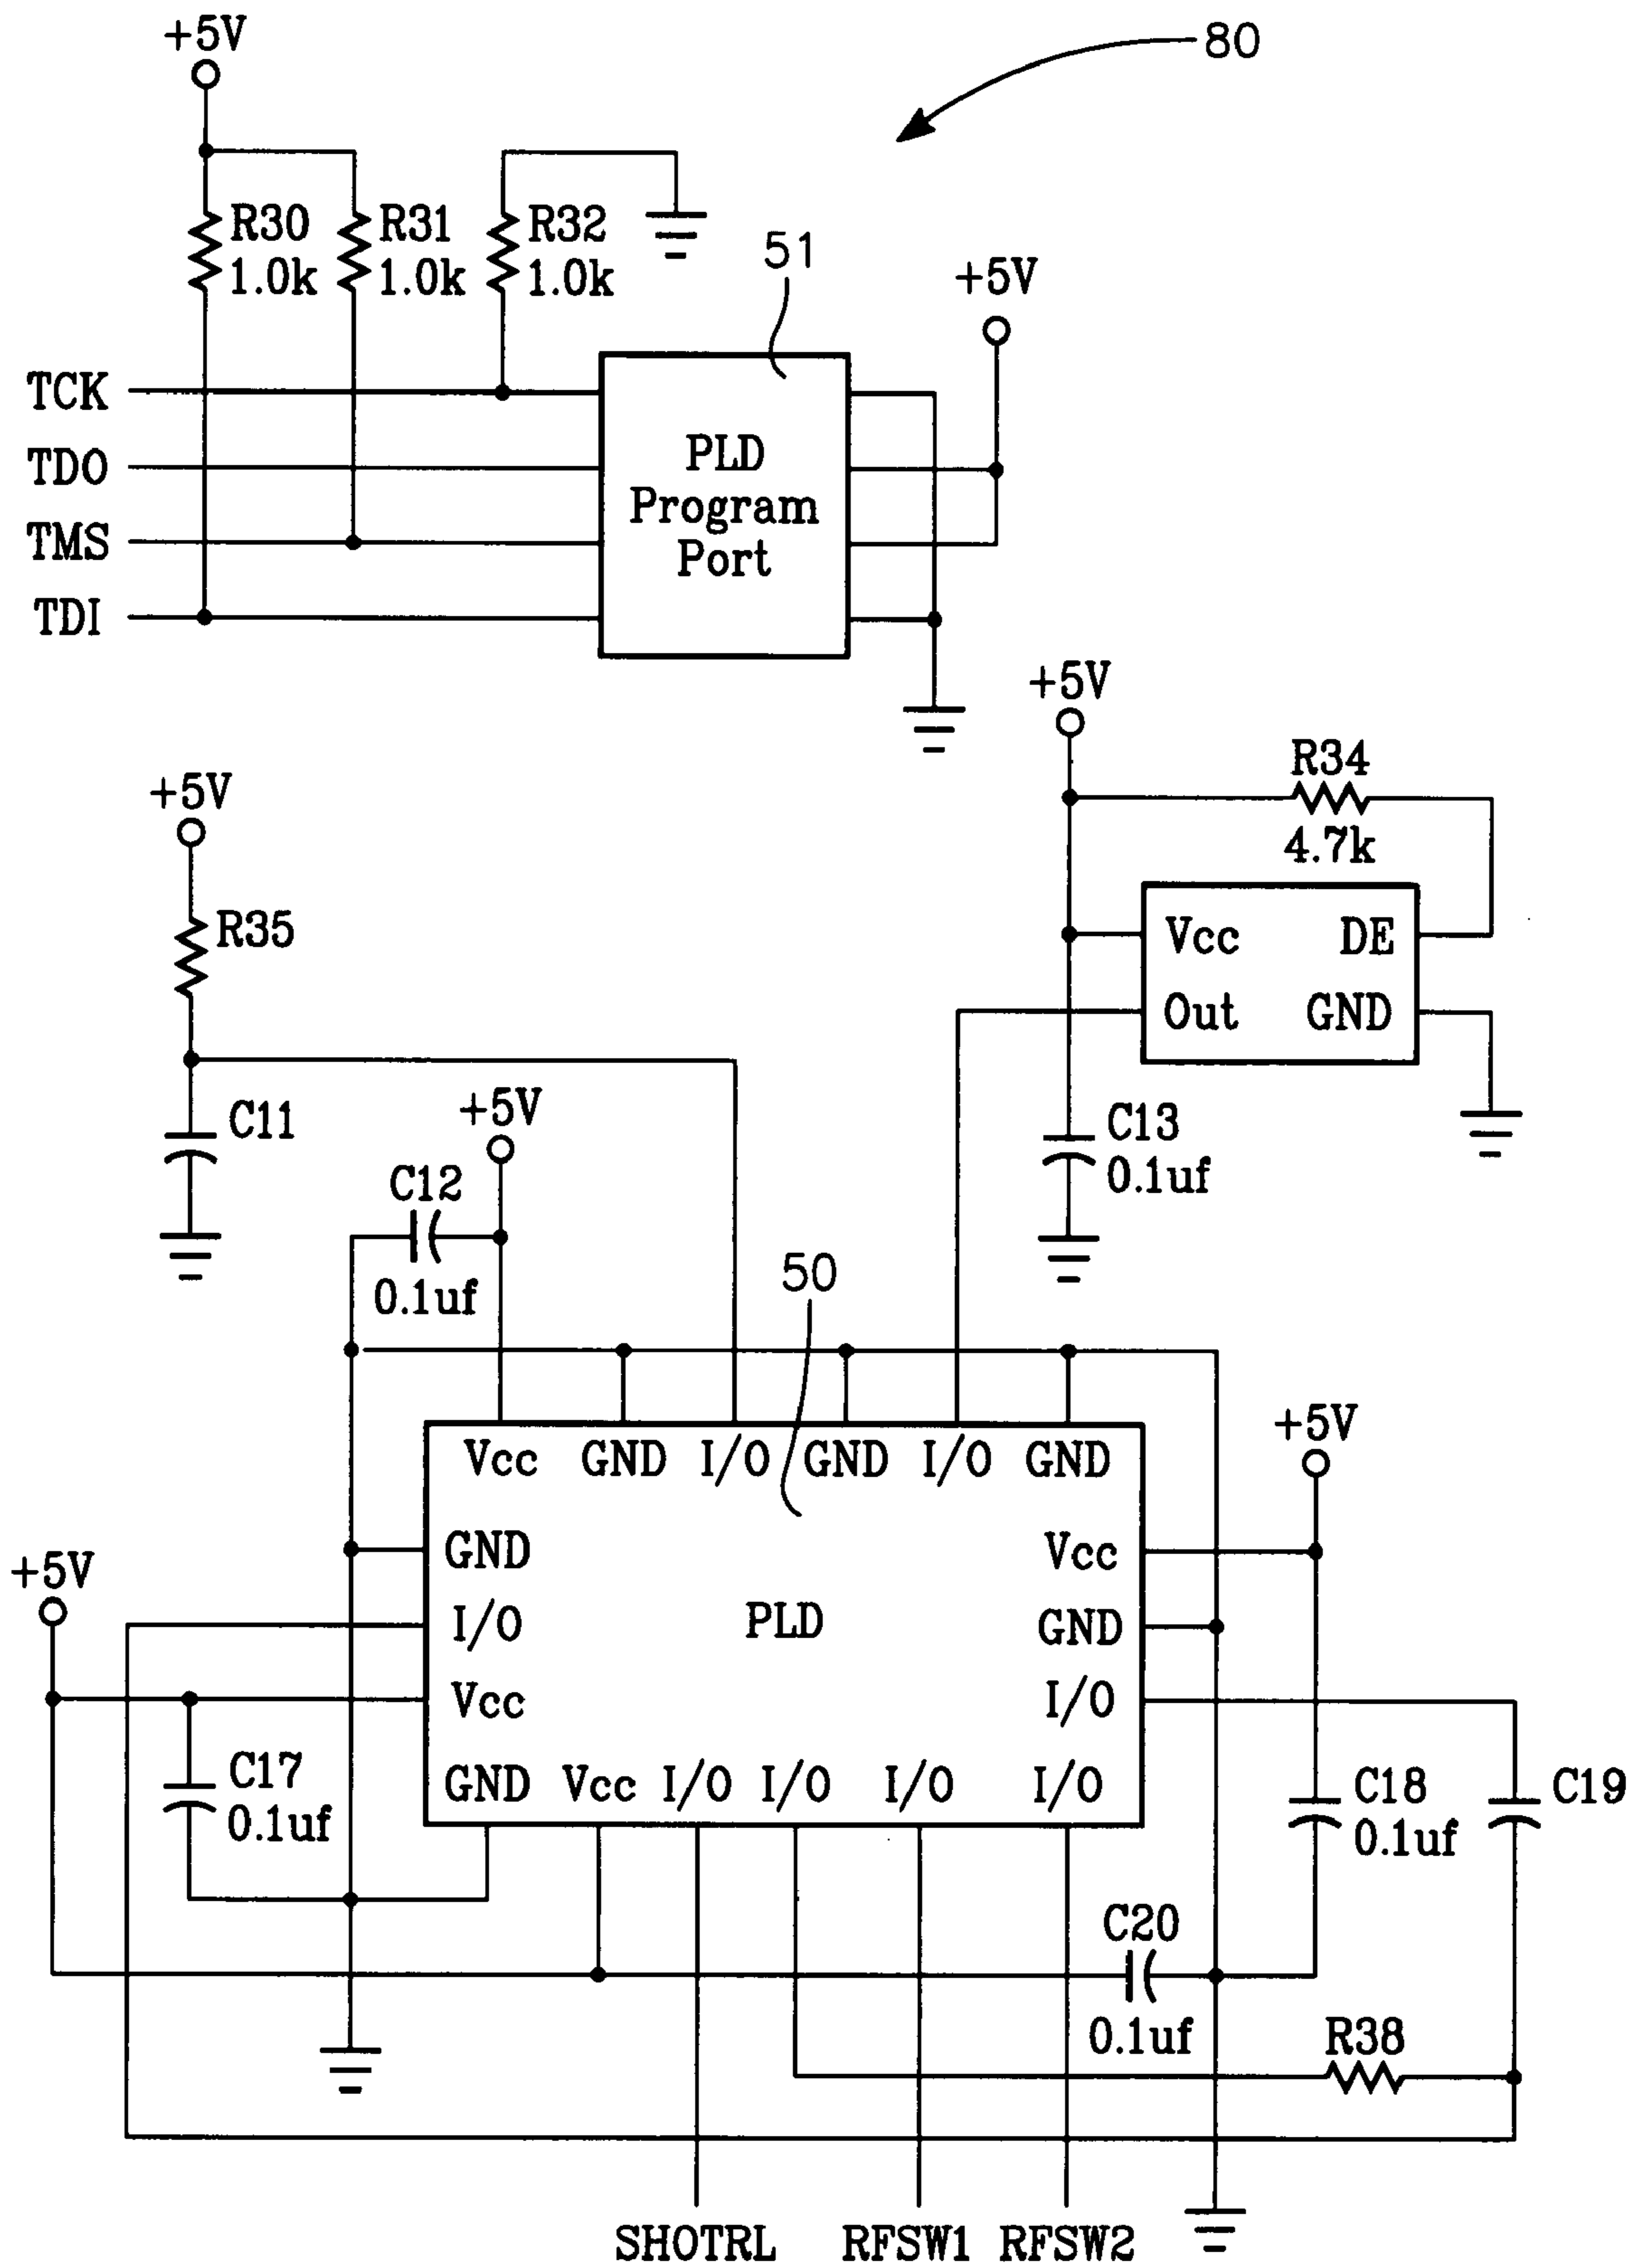 +5V
80
R30
1.0k
R31
1.0k
R32
1.0k
51
+5V
TCK
TDO
TMS
TDI
PLD
Program
Port
+5V
R34
4.7k
+5V
R35
Vcc DE
Out GND
C11
+5V
C12
0.1uf
C13
0.1uf
50
+5V
Vcc GND I/O GND I/O GND
GND Vcc
+5V
I/O PLD GND
Vcc I/O
C17
0.1uf
GND Vcc I/O I/O I/O I/O
C18
0.1uf
C19
C20
0.1uf
R38
SHOTRL RFSW1 RFSW2